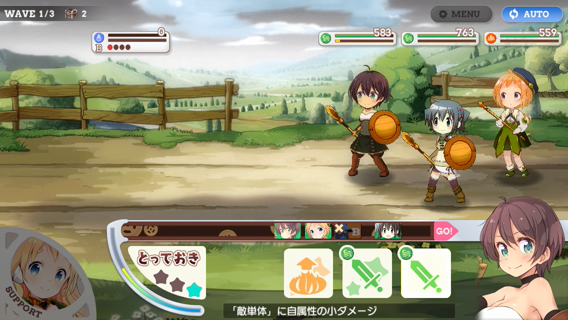 WAVE 1/3 2
MENU
AUTO
0
B
583
763
559
GO!
とっておき
SUPPORT
「敵単体」に自属性の小ダメージ